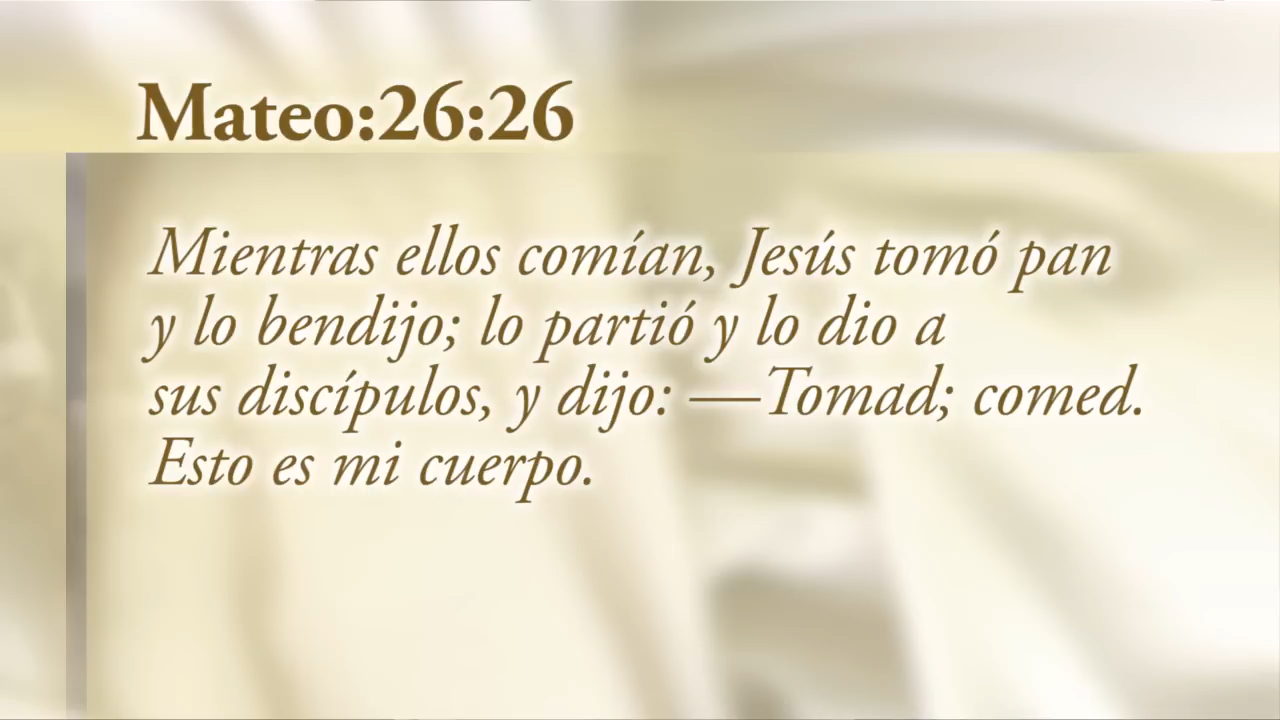 Mateo:26:26
Mientras ellos comían, Jesús tomó pan
y lo bendijo; lo partió y lo dio a
sus discípulos, y dijo: —Tomad; comed.
Esto es mi cuerpo.